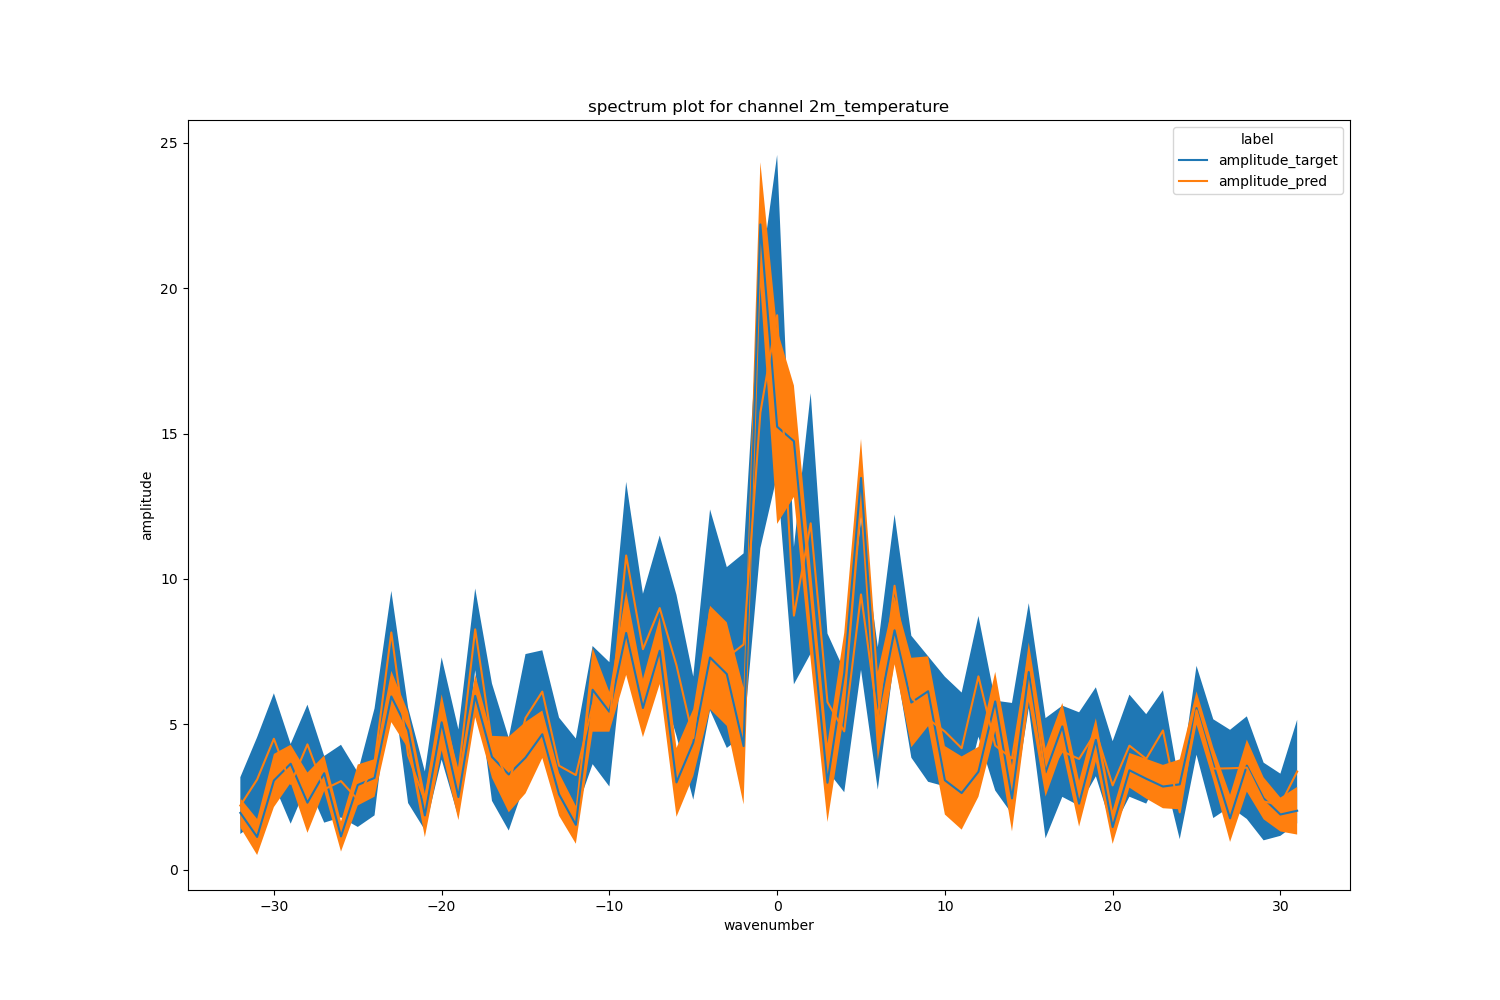 spectrum plot for channel 2m_temperature
label
amplitude_target
amplitude_pred
25
20
15
10
5
0
amplitude
−30
−20
−10
0
10
20
30
wavenumber